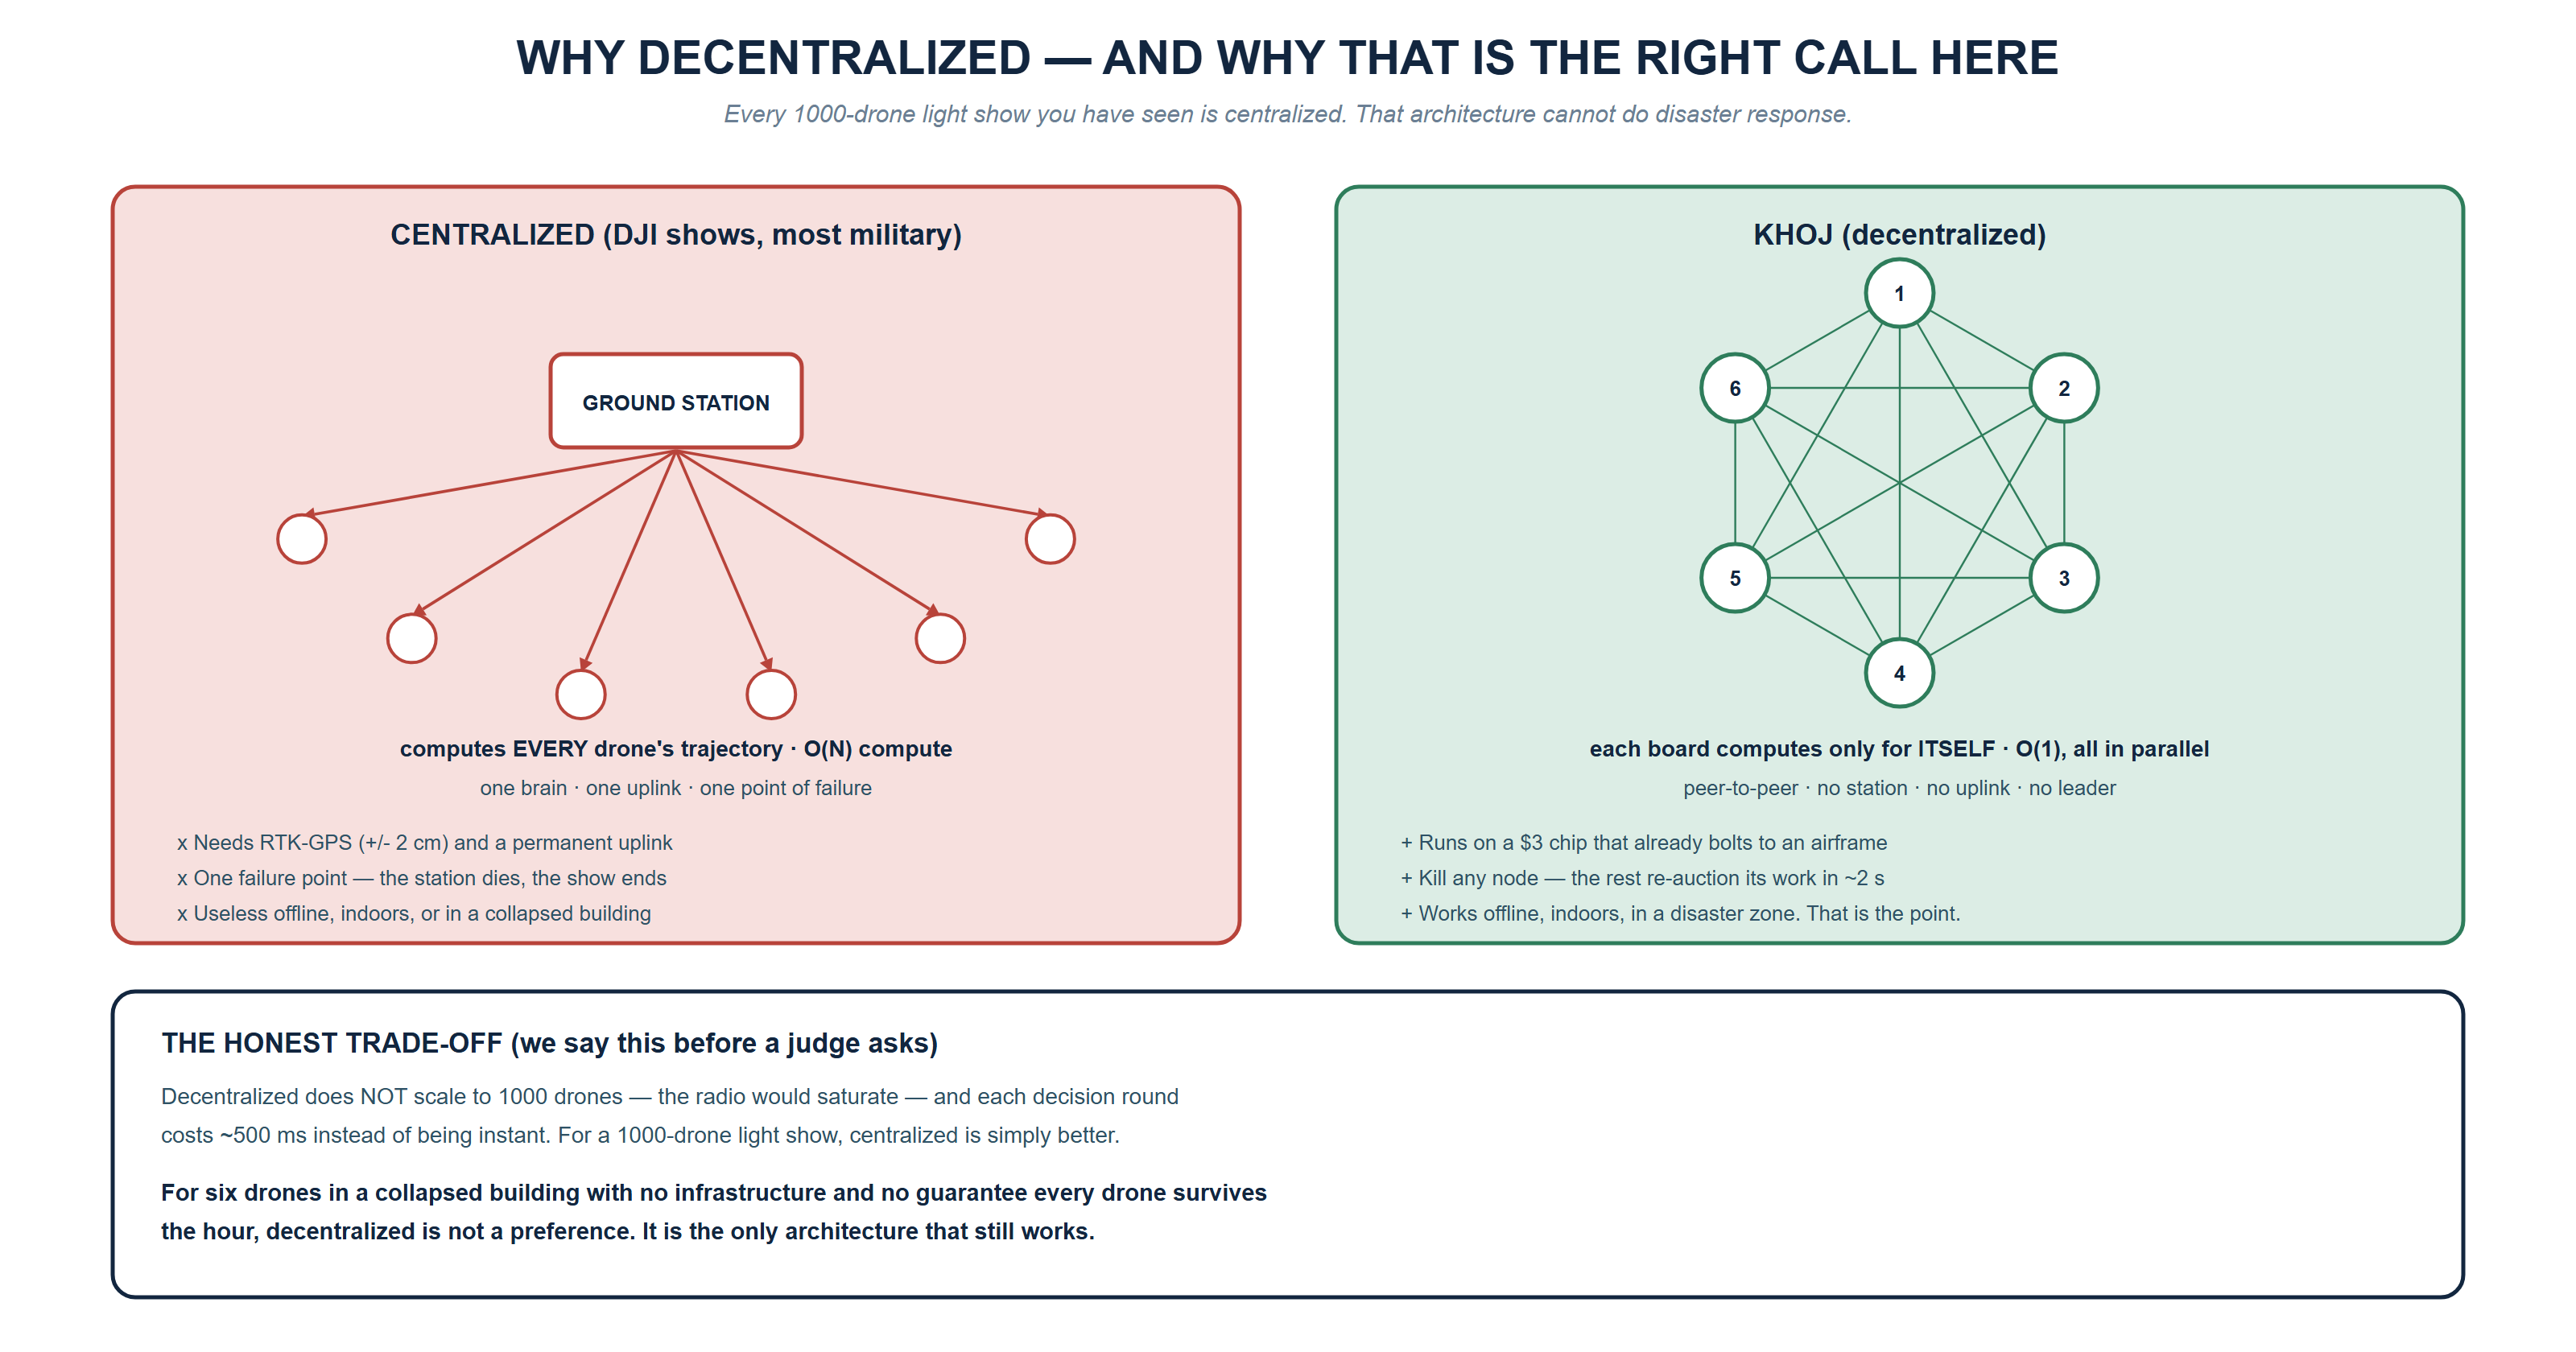 WHY DECENTRALIZED — AND WHY THAT IS THE RIGHT CALL HERE
Every 1000-drone light show you have seen is centralized. That architecture cannot do disaster response.
CENTRALIZED (DJI shows, most military)
GROUND STATION
computes EVERY drone's trajectory · O(N) compute
one brain · one uplink · one point of failure
x Needs RTK-GPS (+/- 2 cm) and a permanent uplink
x One failure point — the station dies, the show ends
x Useless offline, indoors, or in a collapsed building
KHOJ (decentralized)
1
6
2
5
3
4
each board computes only for ITSELF · O(1), all in parallel
peer-to-peer · no station · no uplink · no leader
+ Runs on a $3 chip that already bolts to an airframe
+ Kill any node — the rest re-auction its work in ~2 s
+ Works offline, indoors, in a disaster zone. That is the point.
THE HONEST TRADE-OFF (we say this before a judge asks)
Decentralized does NOT scale to 1000 drones — the radio would saturate — and each decision round
costs ~500 ms instead of being instant. For a 1000-drone light show, centralized is simply better.
For six drones in a collapsed building with no infrastructure and no guarantee every drone survives
the hour, decentralized is not a preference. It is the only architecture that still works.